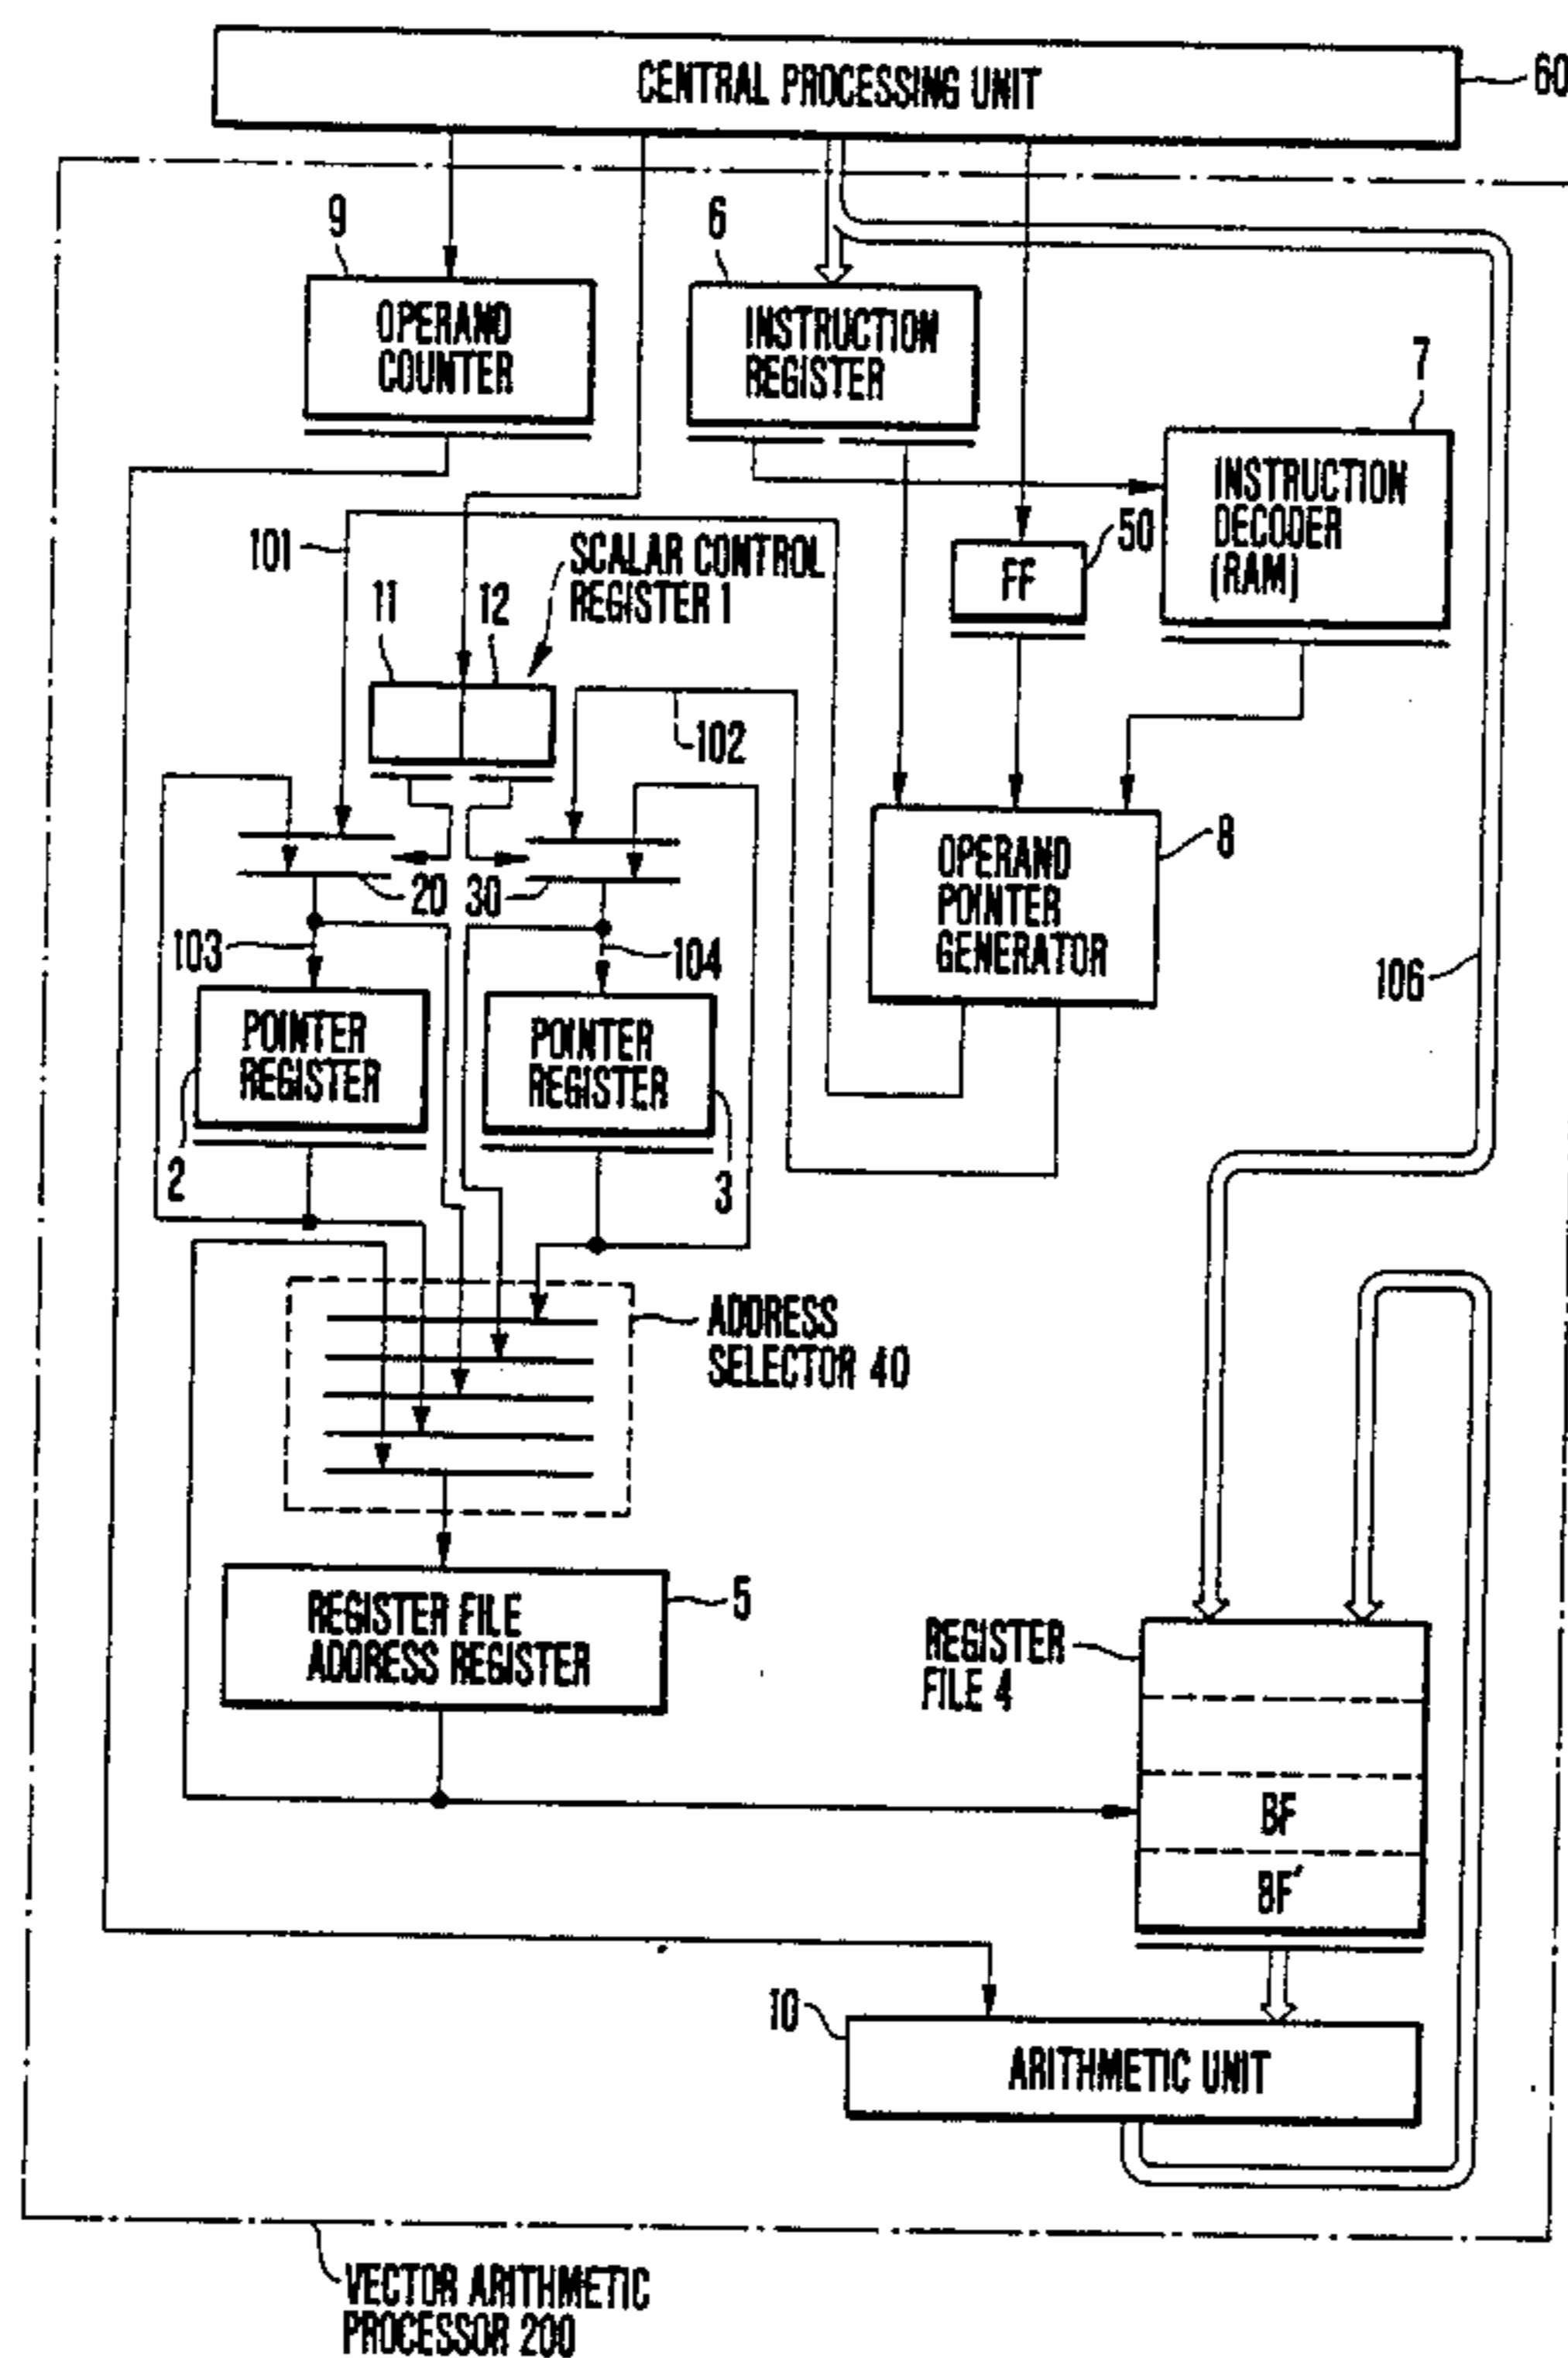 CENTRAL PROCESSING UNIT
60
9
6
OPERAND
COUNTER
INSTRUCTION
REGISTER
7
INSTRUCTION
DECODER
(RAM)
50
FF
101
SCALAR CONTROL
REGISTER 1
11
12
102
OPERAND
POINTER
GENERATOR
8
20
30
103
104
106
POINTER
REGISTER
POINTER
REGISTER
2
3
ADDRESS
SELECTOR 40
REGISTER FILE
ADDRESS REGISTER
5
REGISTER
FILE 4
BF
BF'
10
ARITHMETIC UNIT
VECTOR ARITHMETIC
PROCESSOR 200